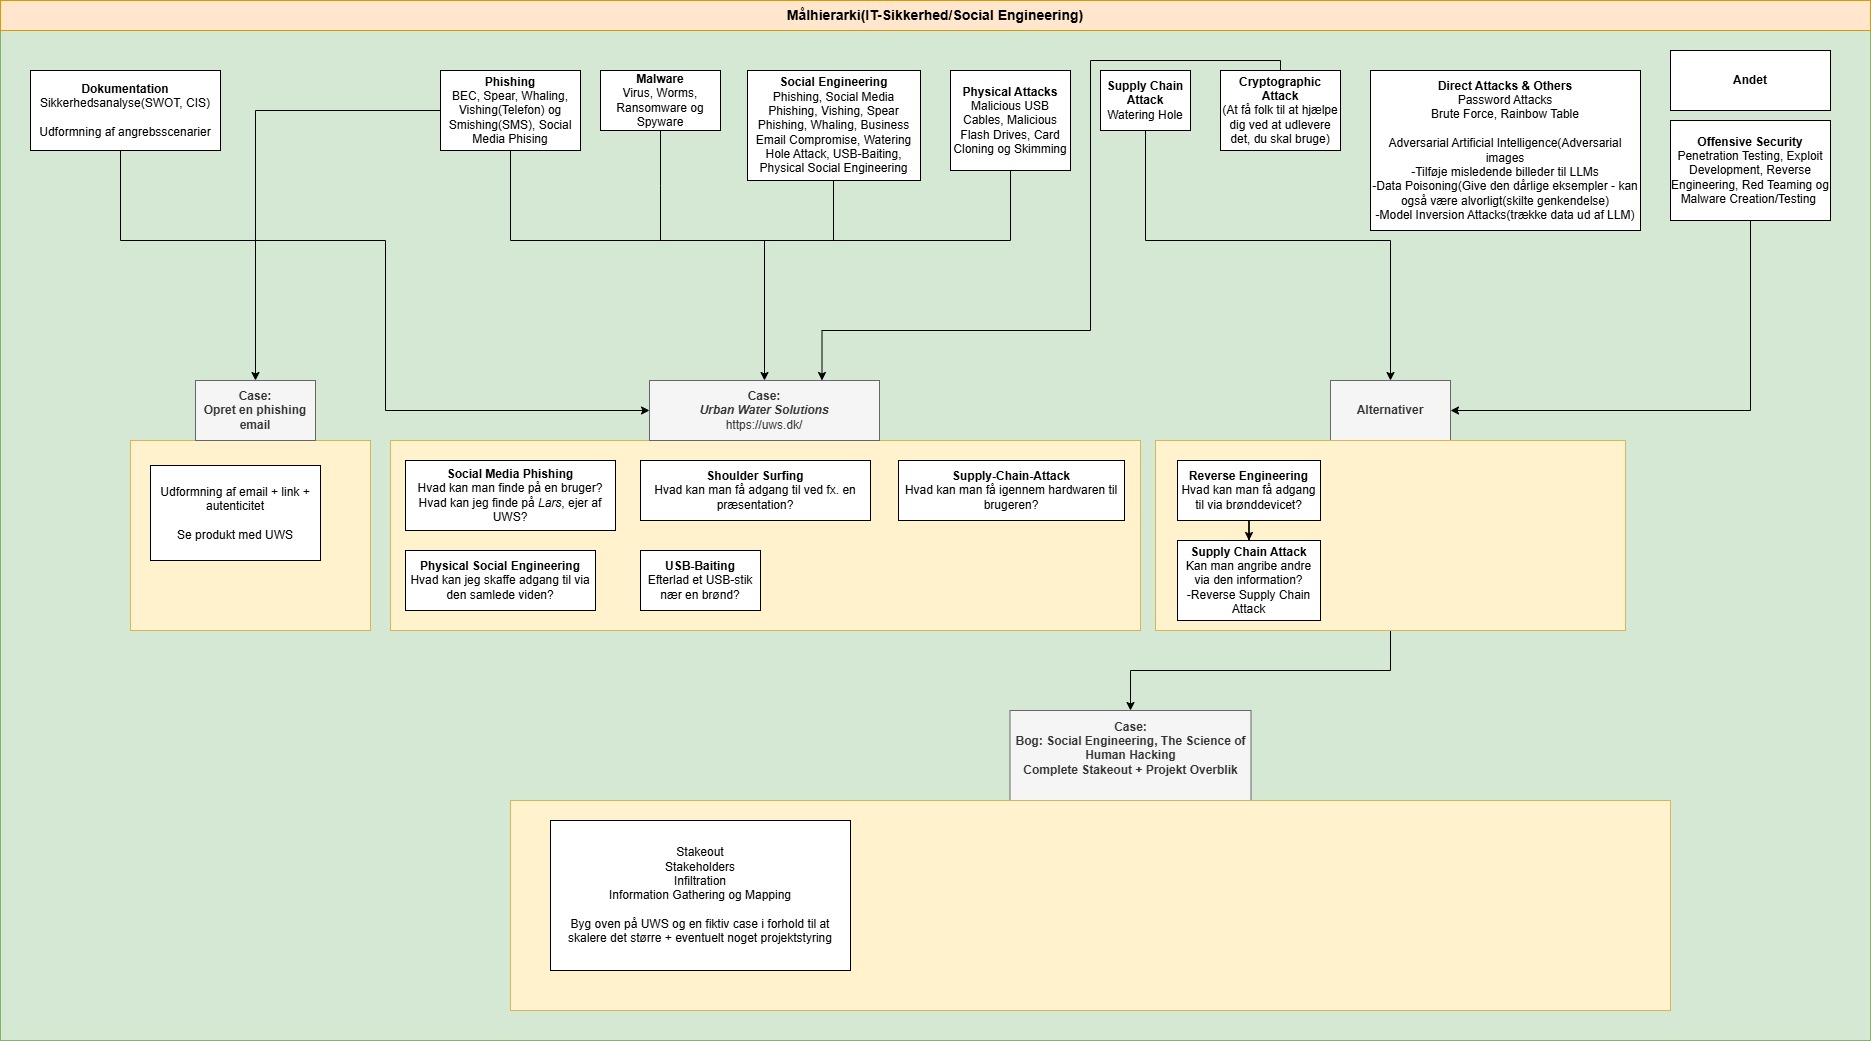 Målhierarki(IT-Sikkerhed/Social Engineering)
Dokumentation
Sikkerhedsanalyse(SWOT, CIS)
Udformning af angrebsscenarier
Phishing
BEC, Spear, Whaling,
Vishing(Telefon) og
Smishing(SMS), Social
Media Phising
Malware
Virus, Worms,
Ransomware og
Spyware
Social Engineering
Phishing, Social Media
Phishing, Vishing, Spear
Phishing, Whaling, Business
Email Compromise, Watering
Hole Attack, USB-Baiting,
Physical Social Engineering
Physical Attacks
Malicious USB
Cables, Malicious
Flash Drives, Card
Cloning og Skimming
Supply Chain
Attack
Watering Hole
Cryptographic
Attack
(At få folk til at hjælpe
dig ved at udlevere
det, du skal bruge)
Direct Attacks & Others
Password Attacks
Brute Force, Rainbow Table
Adversarial Artificial Intelligence(Adversarial
images
-Tilføje misledende billeder til LLMs
-Data Poisoning(Give den dårlige eksempler - kan
også være alvorligt(skilte genkendelse)
-Model Inversion Attacks(trække data ud af LLM)
Andet
Offensive Security
Penetration Testing, Exploit
Development, Reverse
Engineering, Red Teaming og
Malware Creation/Testing
Case:
Opret en phishing
email
Case:
Urban Water Solutions
https://uws.dk/
Alternativer
Udformning af email + link +
autenticitet
Se produkt med UWS
Social Media Phishing
Hvad kan man finde på en bruger?
Hvad kan jeg finde på Lars, ejer af
UWS?
Shoulder Surfing
Hvad kan man få adgang til ved fx. en
præsentation?
Supply-Chain-Attack
Hvad kan man få igennem hardwaren til
brugeren?
Physical Social Engineering
Hvad kan jeg skaffe adgang til via
den samlede viden?
USB-Baiting
Efterlad et USB-stik
nær en brønd?
Reverse Engineering
Hvad kan man få adgang
til via brønddevicet?
Supply Chain Attack
Kan man angribe andre
via den information?
-Reverse Supply Chain
Attack
Case:
Bog: Social Engineering, The Science of
Human Hacking
Complete Stakeout + Projekt Overblik
Stakeout
Stakeholders
Infiltration
Information Gathering og Mapping
Byg oven på UWS og en fiktiv case i forhold til at
skalere det større + eventuelt noget projektstyring